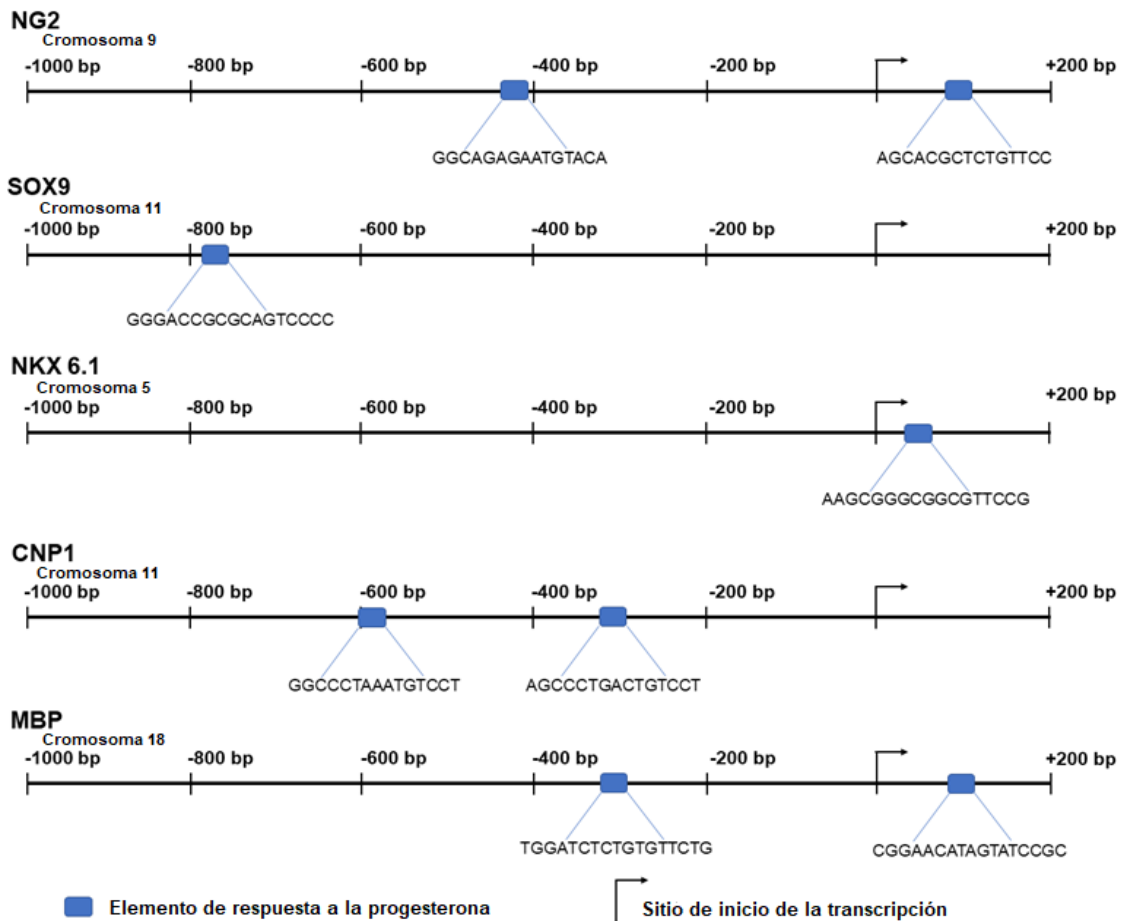 NG2
Cromosoma 9
-1000 bp -800 bp -600 bp -400 bp -200 bp +200 bp
GGCAGAGAATGTACA AGCACGCTCTGTTCC
SOX9
Cromosoma 11
-1000 bp -800 bp -600 bp -400 bp -200 bp +200 bp
GGGACCGCGCAGTCCCC
NKX 6.1
Cromosoma 5
-1000 bp -800 bp -600 bp -400 bp -200 bp +200 bp
AAGCGGGCGGCGTTCCG
CNP1
Cromosoma 11
-1000 bp -800 bp -600 bp -400 bp -200 bp +200 bp
GGCCCTAAATGTCCT AGCCCTGACTGTCCT
MBP
Cromosoma 18
-1000 bp -800 bp -600 bp -400 bp -200 bp +200 bp
TGGATCTCTGTGTTCTG CGGAACATAGTATCCGC
Elemento de respuesta a la progesterona Sitio de inicio de la transcripción